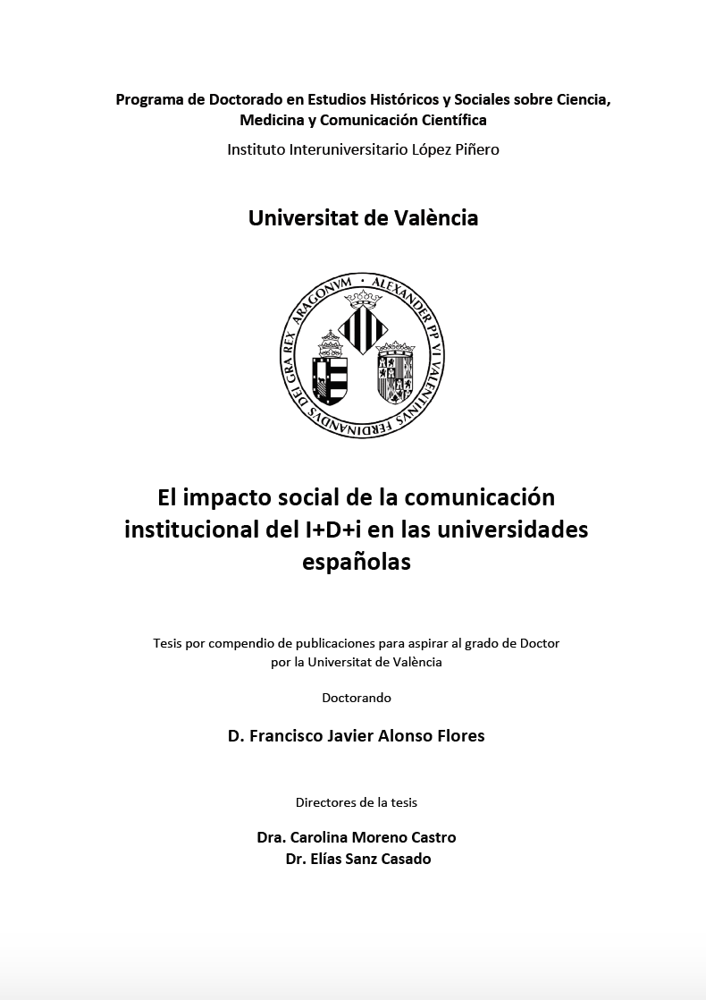 Programa de Doctorado en Estudios Históricos y Sociales sobre Ciencia,
Medicina y Comunicación Científica
Instituto Interuniversitario López Piñero
Universitat de València
ALEXANDER PP VI VALENTINVS FERDINANDVS DEI GRA REX ARAGONVM
El impacto social de la comunicación
institucional del I+D+i en las universidades
españolas
Tesis por compendio de publicaciones para aspirar al grado de Doctor
por la Universitat de València
Doctorando
D. Francisco Javier Alonso Flores
Directores de la tesis
Dra. Carolina Moreno Castro
Dr. Elías Sanz Casado